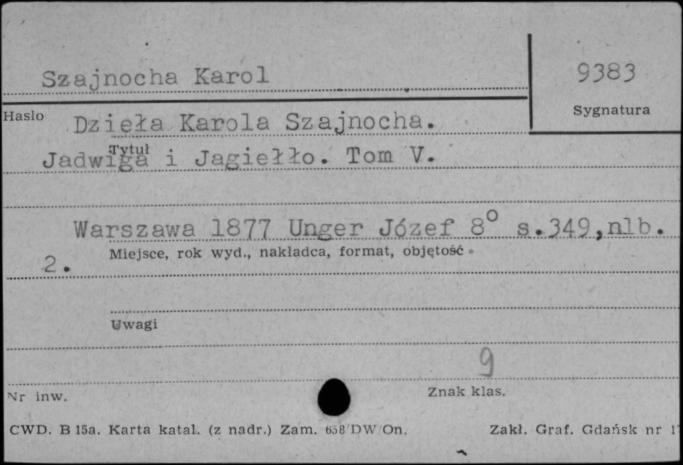 Szajnocha Karol
9383
Sygnatura
Hasło
Dzieła Karola Szajnocha.
Tytuł
Jadwiga i Jagiełło. Tom V.
Warszawa 1877 Unger Józef 8° s.349,nlb.
Miejsce, rok wyd., nakładca, format, objętość
2.
Uwagi
9
Nr inw.
Znak klas.
CWD. B 15a. Karta katal. (z nadr.) Zam. 658/DW/On.
Zakł. Graf. Gdańsk nr